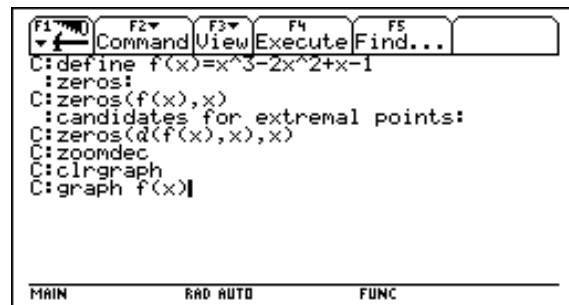 F1 F2 F3 F4 F5
Command View Execute Find...
C:define f(x)=x^3-2x^2+x-1
:zeros:
C:zeros(f(x),x)
:candidates for extremal points:
C:zeros(d(f(x),x),x)
C:zoomdec
C:clrgraph
C:graph f(x)
MAIN RAD AUTO FUNC